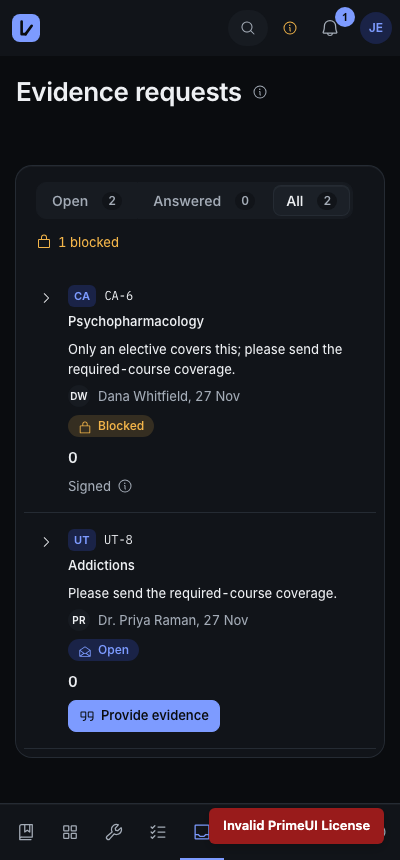 1
JE
Evidence requests
Open 2 Answered 0 All 2
1 blocked
CA CA-6
Psychopharmacology
Only an elective covers this; please send the
required-course coverage.
DW Dana Whitfield, 27 Nov
Blocked
0
Signed
UT UT-8
Addictions
Please send the required-course coverage.
PR Dr. Priya Raman, 27 Nov
Open
0
Provide evidence
Invalid PrimeUI License